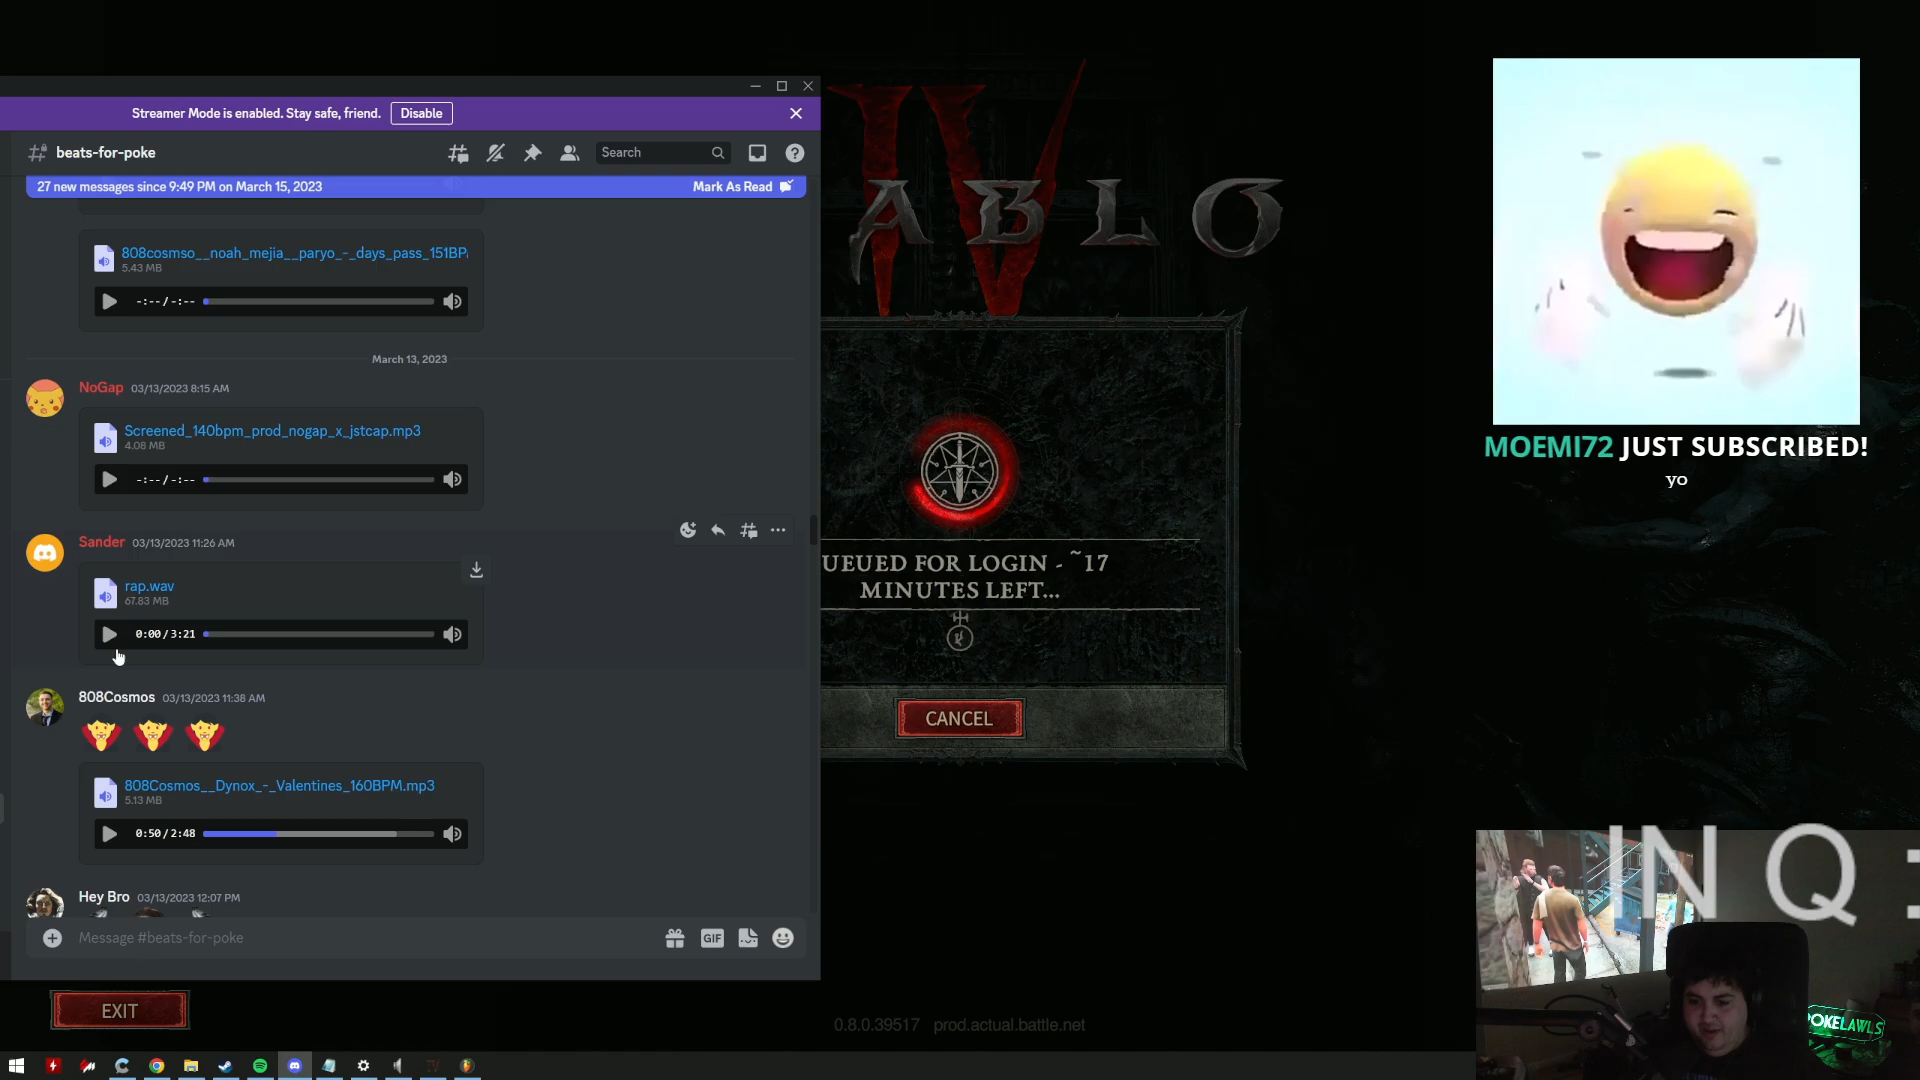 Streamer Mode is enabled. Stay safe, friend.
Disable
beats-for-poke
Search
27 new messages since 9:49 PM on March 15, 2023
Mark As Read
808cosmso__noah_mejia__paryo_-_days_pass_151BP
5.43 MB
-:--/-:--
March 13, 2023
NoGap 03/13/2023 8:15 AM
Screened_140bpm_prod_nogap_x_jstcap.mp3
4.08 MB
-:--/-:--
Sander 03/13/2023 11:26 AM
rap.wav
67.83 MB
0:00/3:21
808Cosmos 03/13/2023 11:38 AM
808Cosmos__Dynox_-_Valentines_160BPM.mp3
5.13 MB
0:50/2:48
Hey Bro 03/13/2023 12:07 PM
Message #beats-for-poke
GIF
EXIT
IV
ABLO
UEUED FOR LOGIN - ~17
MINUTES LEFT...
CANCEL
0.8.0.39517 prod.actual.battle.net
MOEMI72 JUST SUBSCRIBED!
yo
IN Q :
POKELAWLS